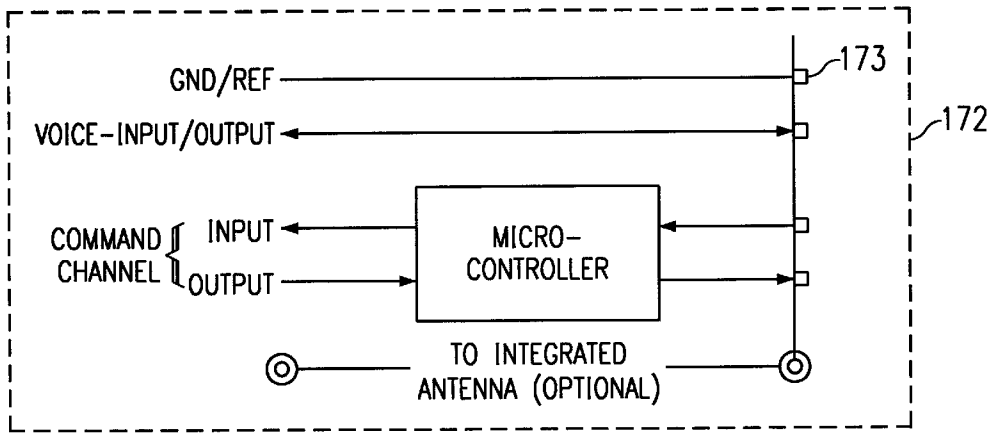 GND/REF
173
VOICE-INPUT/OUTPUT
172
COMMAND
CHANNEL
INPUT
OUTPUT
MICRO-
CONTROLLER
TO INTEGRATED
ANTENNA (OPTIONAL)